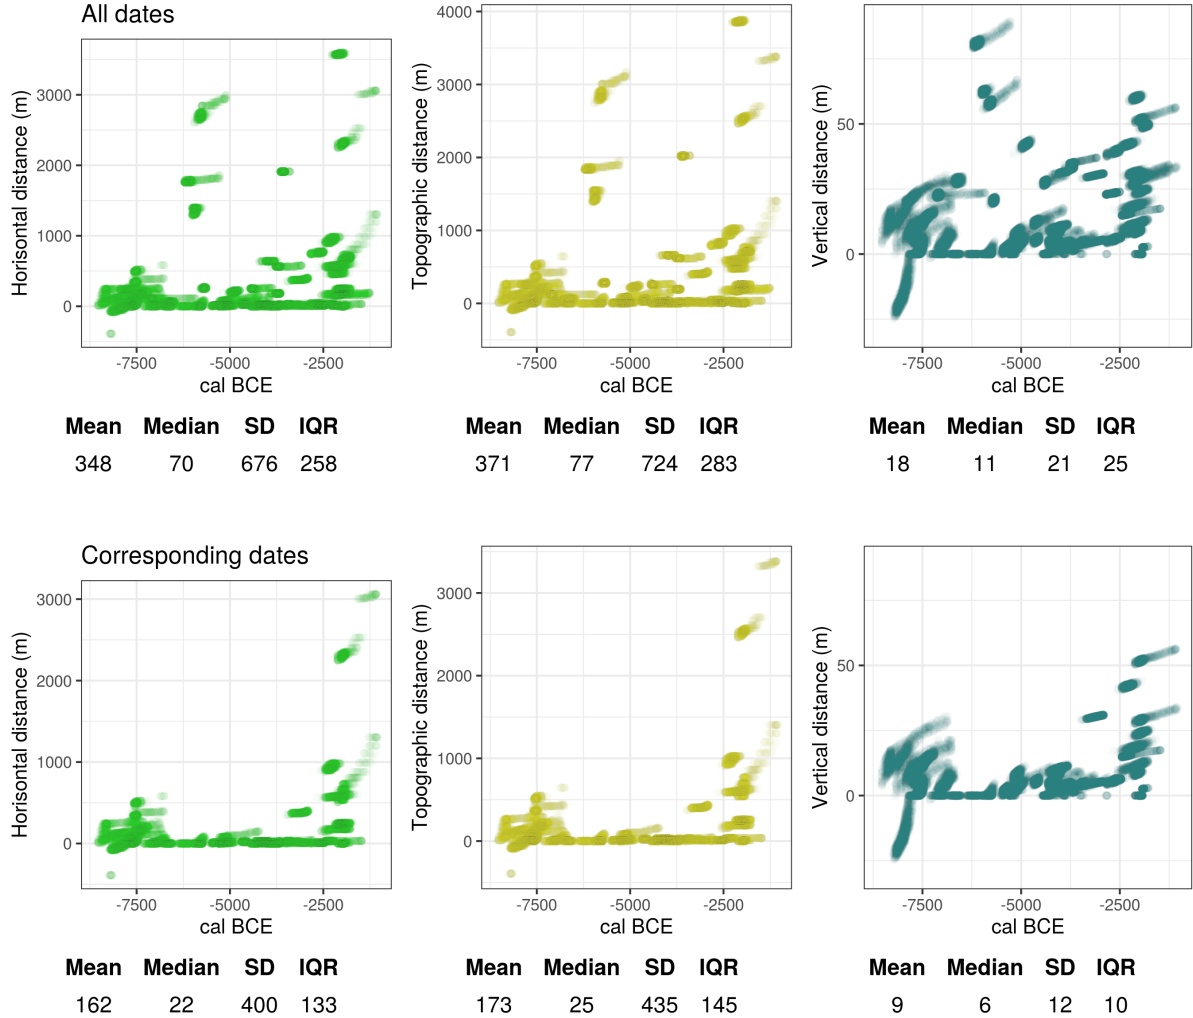 All dates
Horisontal distance (m)
3000
2000
1000
0
-7500 -5000 -2500
cal BCE
Mean Median SD IQR
348 70 676 258
Topographic distance (m)
4000
3000
2000
1000
0
-7500 -5000 -2500
cal BCE
Mean Median SD IQR
371 77 724 283
Vertical distance (m)
50
0
-7500 -5000 -2500
cal BCE
Mean Median SD IQR
18 11 21 25
Corresponding dates
Horisontal distance (m)
3000
2000
1000
0
-7500 -5000 -2500
cal BCE
Mean Median SD IQR
162 22 400 133
Topographic distance (m)
3000
2000
1000
0
-7500 -5000 -2500
cal BCE
Mean Median SD IQR
173 25 435 145
Vertical distance (m)
50
0
-7500 -5000 -2500
cal BCE
Mean Median SD IQR
9 6 12 10